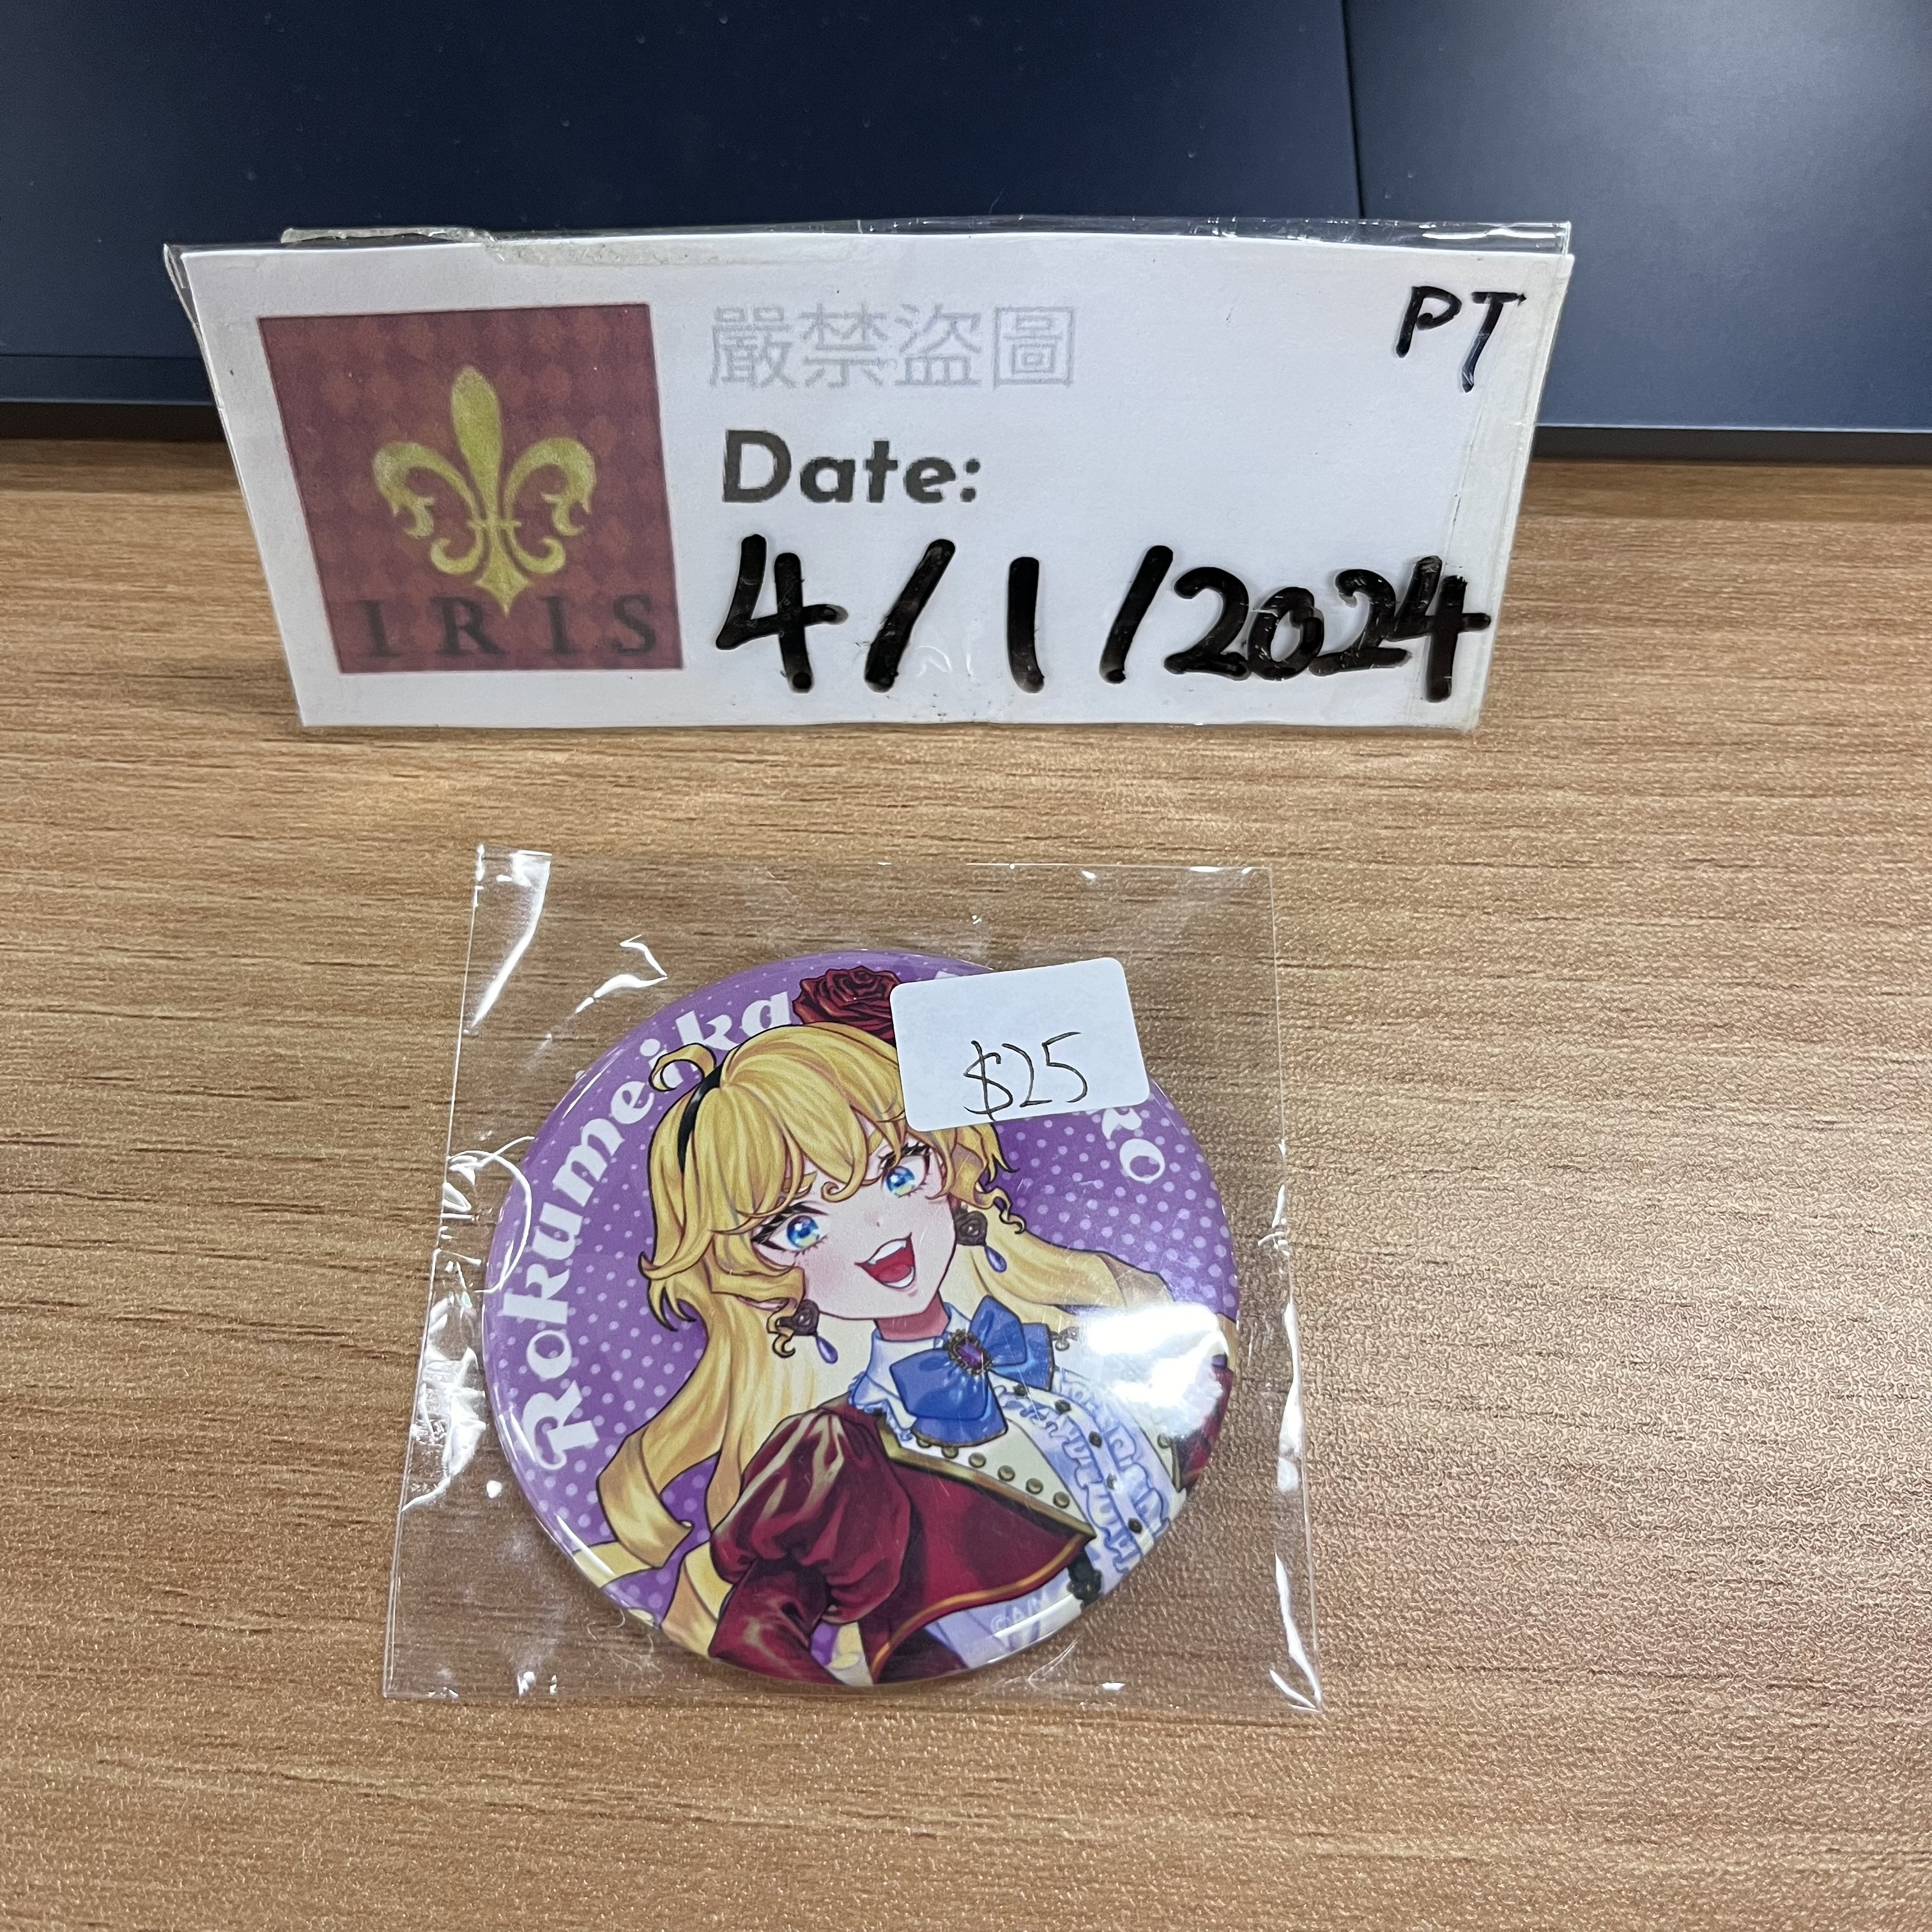 嚴禁盜圖
PT
Date:
4/1/2024
IRIS
$25
Rokumeika